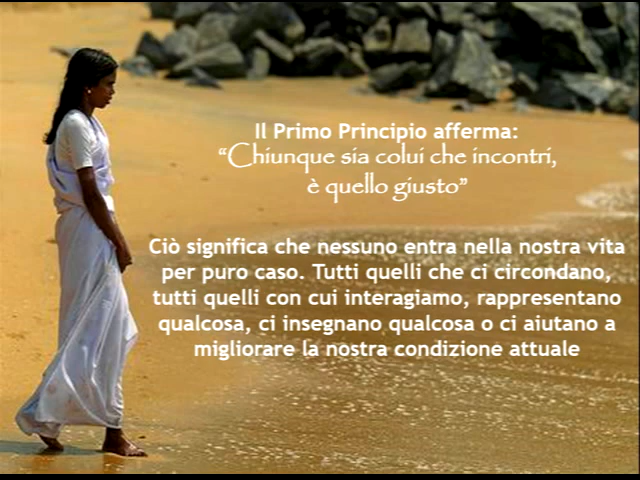 Il Primo Principio afferma:
“Chiunque sia colui che incontri,
è quello giusto”
Ciò significa che nessuno entra nella nostra vita
per puro caso. Tutti quelli che ci circondano,
tutti quelli con cui interagiamo, rappresentano
qualcosa, ci insegnano qualcosa o ci aiutano a
migliorare la nostra condizione attuale